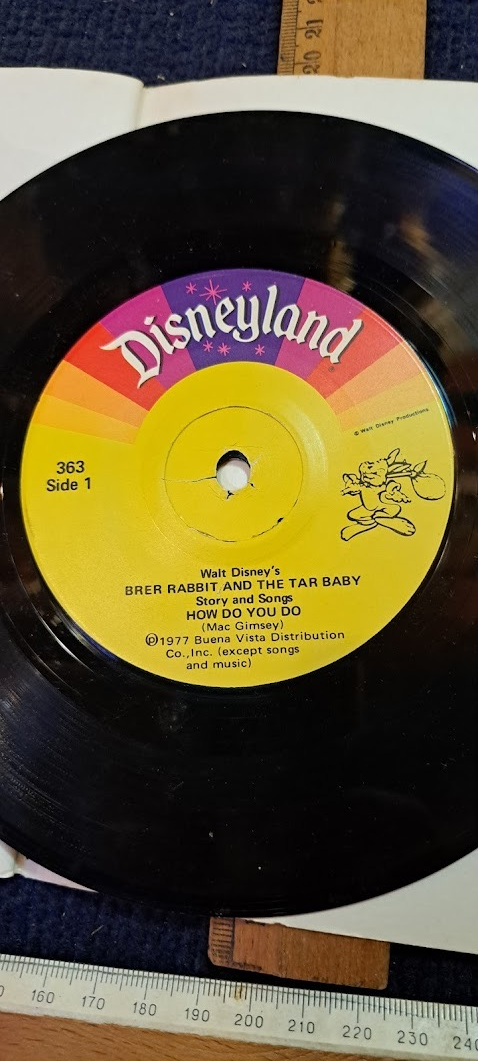 20 21
Disneyland
© Walt Disney Productions
363
Side 1
Walt Disney's
BRER RABBIT AND THE TAR BABY
Story and Songs
HOW DO YOU DO
(Mac Gimsey)
Ⓟ1977 Buena Vista Distribution
Co.,Inc. (except songs
and music)
160 170 180 190 200 210 220 230 240